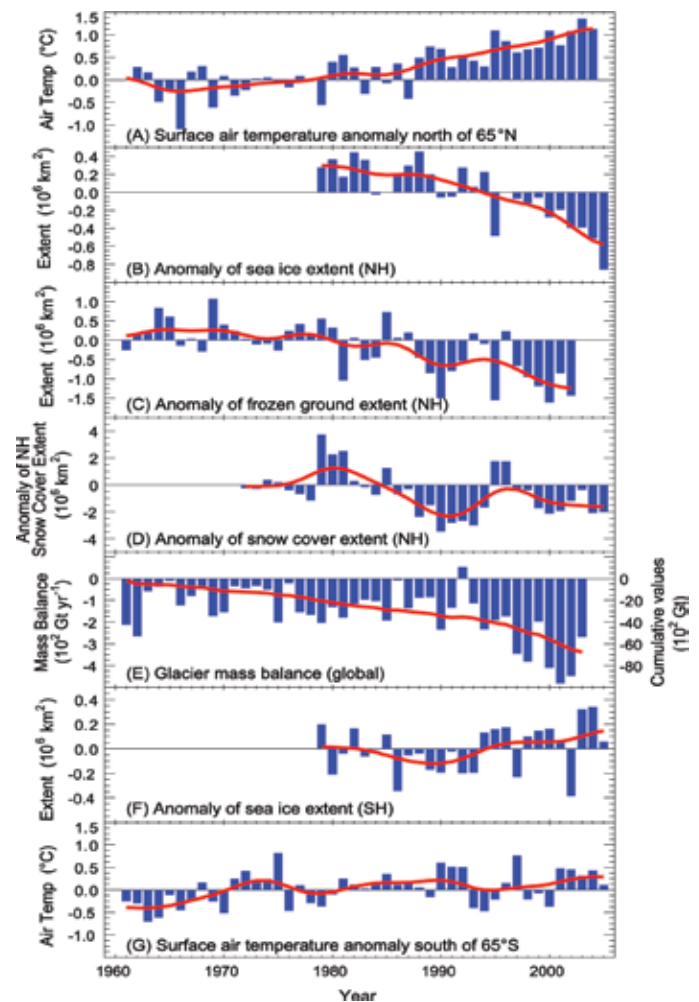 1.5
1.0
0.5
0.0
-0.5
-1.0
Air Temp (°C)
(A) Surface air temperature anomaly north of 65°N
0.4
0.2
0.0
-0.2
-0.4
-0.6
-0.8
Extent (10⁶ km²)
(B) Anomaly of sea ice extent (NH)
1.0
0.5
0.0
-0.5
-1.0
-1.5
Extent (10⁶ km²)
(C) Anomaly of frozen ground extent (NH)
4
2
0
-2
-4
Anomaly of NH
Snow Cover Extent
(10⁶ km²)
(D) Anomaly of snow cover extent (NH)
0
-1
-2
-3
-4
Mass Balance
(10² Gt yr⁻¹)
0
-20
-40
-60
-80
Cumulative values
(10² Gt)
(E) Glacier mass balance (global)
0.4
0.2
0.0
-0.2
-0.4
Extent (10⁶ km²)
(F) Anomaly of sea ice extent (SH)
1.5
1.0
0.5
0.0
-0.5
-1.0
Air Temp (°C)
(G) Surface air temperature anomaly south of 65°S
1960
1970
1980
1990
2000
Year